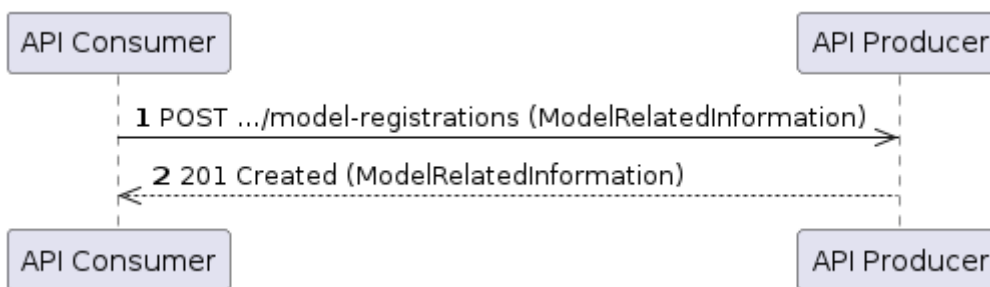 API Consumer API Producer
1 POST .../model-registrations (ModelRelatedInformation)
2 201 Created (ModelRelatedInformation)
API Consumer API Producer